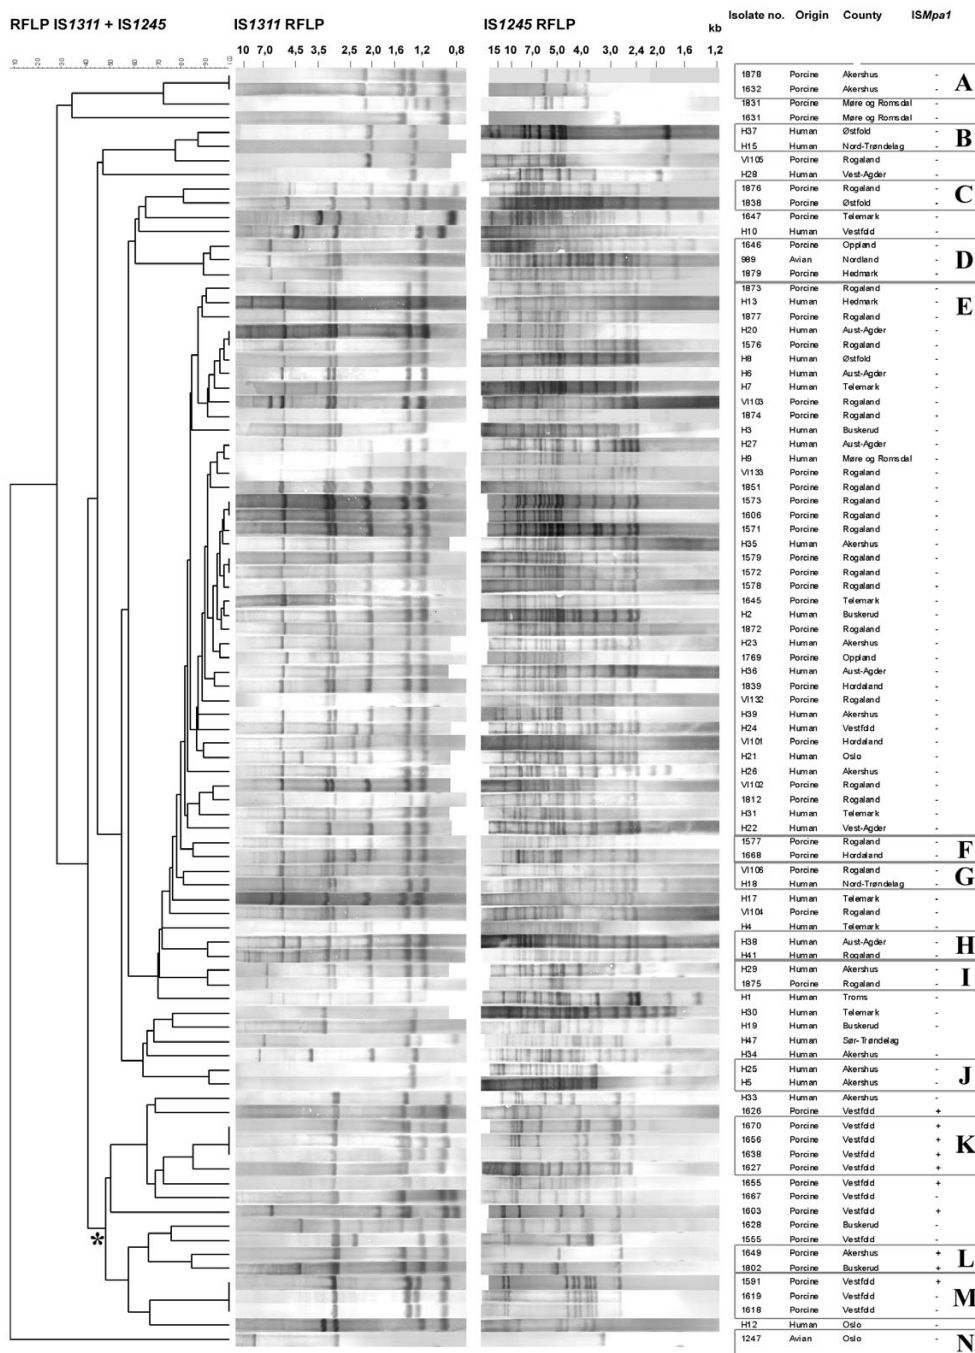 RFLP IS1311 + IS1245 IS1311 RFLP IS1245 RFLP kb Isolate no. Origin County ISMpa1
10 7,0 4,5 3,5 2,5 2,0 1,6 1,2 0,8 15 10 7,0 5,0 4,0 3,0 2,4 2,0 1,6 1,2
1878 Porcine Akershus - A
1632 Porcine Akershus -
1831 Porcine Møre og Romsdal -
1631 Porcine Møre og Romsdal -
H37 Human Østfold - B
H15 Human Nord-Trøndelag -
VI105 Porcine Rogaland -
H28 Human Vest-Agder -
1876 Porcine Rogaland - C
1838 Porcine Østfold -
1647 Porcine Telemark -
H10 Human Vestfold -
1646 Porcine Oppland - D
989 Avian Nordland -
1879 Porcine Hedmark -
1873 Porcine Rogaland - E
H13 Human Hedmark -
1877 Porcine Rogaland -
H20 Human Aust-Agder -
1576 Porcine Rogaland -
H8 Human Østfold -
H6 Human Aust-Agder -
H7 Human Telemark -
VI103 Porcine Rogaland -
1874 Porcine Rogaland -
H3 Human Buskerud -
H27 Human Aust-Agder -
H9 Human Møre og Romsdal -
VI133 Porcine Rogaland -
1851 Porcine Rogaland -
1573 Porcine Rogaland -
1606 Porcine Rogaland -
1571 Porcine Rogaland -
H35 Human Akershus -
1579 Porcine Rogaland -
1572 Porcine Rogaland -
1578 Porcine Rogaland -
1645 Porcine Telemark -
H2 Human Buskerud -
1872 Porcine Rogaland -
H23 Human Akershus -
1769 Porcine Oppland -
H36 Human Aust-Agder -
1839 Porcine Hordaland -
VI132 Porcine Rogaland -
H39 Human Akershus -
H24 Human Vestfold -
VI101 Porcine Hordaland -
H21 Human Oslo -
H26 Human Akershus -
VI102 Porcine Rogaland -
1812 Porcine Rogaland -
H31 Human Telemark -
H22 Human Vest-Agder -
1577 Porcine Rogaland - F
1668 Porcine Hordaland -
VI106 Porcine Rogaland - G
H18 Human Nord-Trøndelag -
H17 Human Telemark -
VI104 Porcine Rogaland -
H4 Human Telemark -
H38 Human Aust-Agder - H
H41 Human Rogaland -
H29 Human Akershus - I
1875 Porcine Rogaland -
H1 Human Troms -
H30 Human Telemark -
H19 Human Buskerud -
H47 Human Sør-Trøndelag
H34 Human Akershus -
H25 Human Akershus - J
H5 Human Akershus -
H33 Human Akershus -
1626 Porcine Vestfold +
1670 Porcine Vestfold + K
1656 Porcine Vestfold +
1638 Porcine Vestfold +
1627 Porcine Vestfold +
1655 Porcine Vestfold +
1667 Porcine Vestfold -
1603 Porcine Vestfold +
1628 Porcine Buskerud -
* 1555 Porcine Vestfold -
1649 Porcine Akershus + L
1802 Porcine Buskerud +
1591 Porcine Vestfold + M
1619 Porcine Vestfold -
1618 Porcine Vestfold -
H12 Human Oslo -
1247 Avian Oslo - N